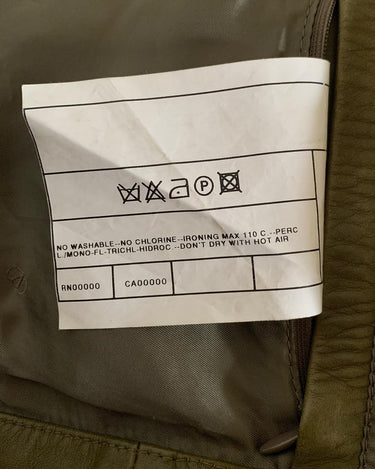 P
NO WASHABLE--NO CHLORINE--IRONING MAX 110 C.--PERC
L./MONO-FL-TRICHL-HIDROC --DON'T DRY WITH HOT AIR
RN00000 CA00000